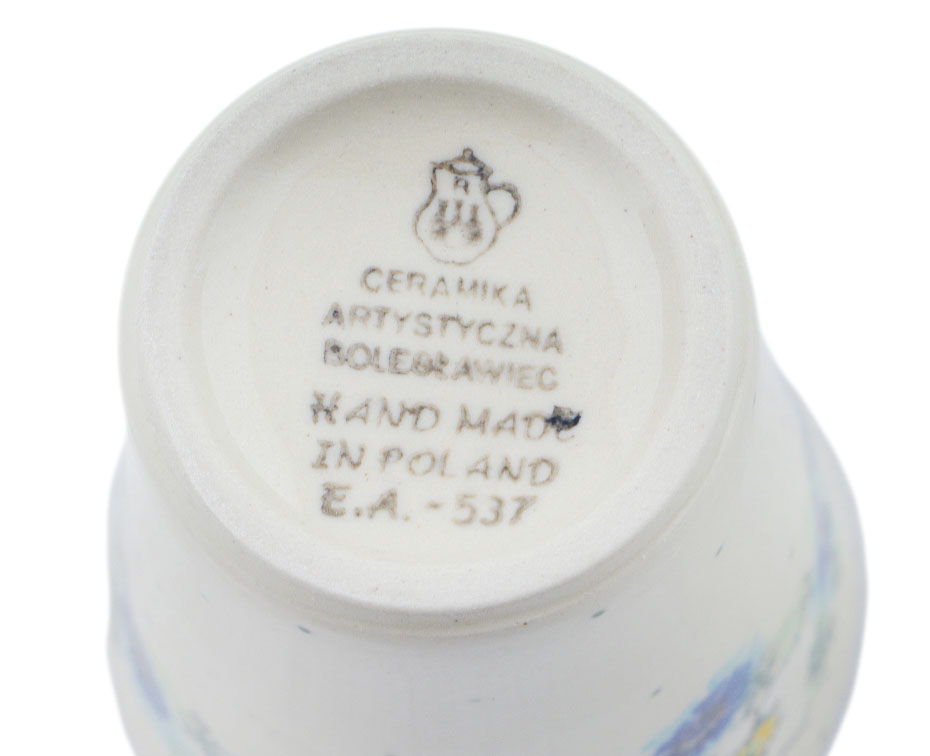 CERAMIKA
ARTYSTYCZNA
BOLESŁAWIEC
HAND MADE
IN POLAND
E.A. - 537